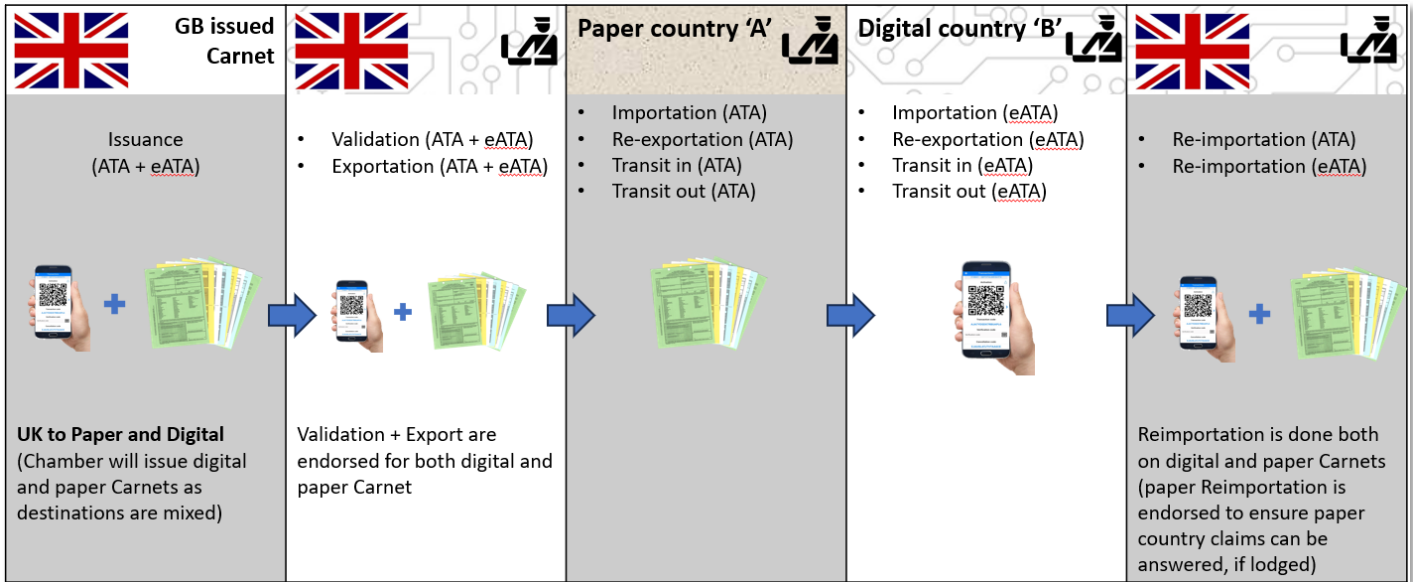 GB issued
Carnet
Issuance
(ATA + eATA)
UK to Paper and Digital
(Chamber will issue digital
and paper Carnets as
destinations are mixed)
• Validation (ATA + eATA)
• Exportation (ATA + eATA)
Validation + Export are
endorsed for both digital and
paper Carnet
Paper country ‘A’
• Importation (ATA)
• Re-exportation (ATA)
• Transit in (ATA)
• Transit out (ATA)
Digital country ‘B’
• Importation (eATA)
• Re-exportation (eATA)
• Transit in (eATA)
• Transit out (eATA)
• Re-importation (ATA)
• Re-importation (eATA)
Reimportation is done both
on digital and paper Carnets
(paper Reimportation is
endorsed to ensure paper
country claims can be
answered, if lodged)